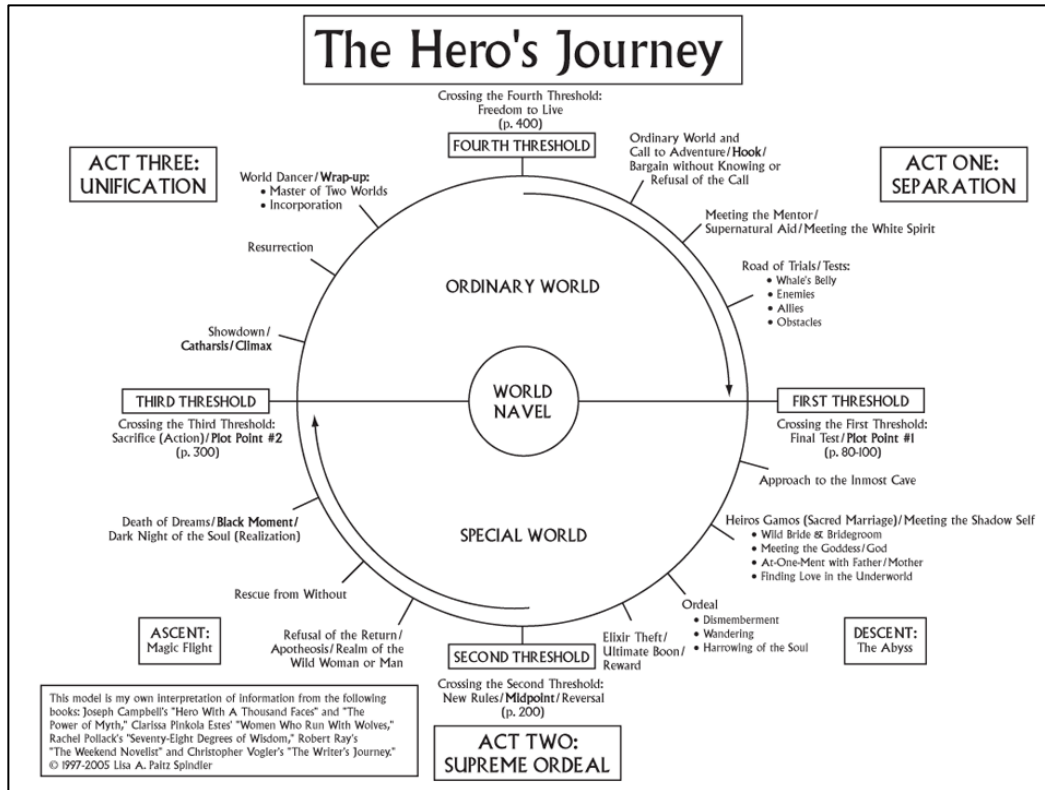 The Hero's Journey
Crossing the Fourth Threshold:
Freedom to Live
(p. 400)
FOURTH THRESHOLD
ACT ONE:
SEPARATION
Ordinary World and
Call to Adventure/Hook/
Bargain without Knowing or
Refusal of the Call
Meeting the Mentor/
Supernatural Aid/Meeting the White Spirit
Road of Trials/Tests:
• Whale's Belly
• Enemies
• Allies
• Obstacles
FIRST THRESHOLD
Crossing the First Threshold:
Final Test/Plot Point #1
(p. 80-100)
Approach to the Inmost Cave
Heiros Gamos (Sacred Marriage)/Meeting the Shadow Self
• Wild Bride & Bridegroom
• Meeting the Goddess/God
• At-One-Ment with Father/Mother
• Finding Love in the Underworld
Ordeal
• Dismemberment
• Wandering
• Harrowing of the Soul
DESCENT:
The Abyss
Elixir Theft/
Ultimate Boon/
Reward
SECOND THRESHOLD
Crossing the Second Threshold:
New Rules/Midpoint/Reversal
(p. 200)
ACT TWO:
SUPREME ORDEAL
Refusal of the Return/
Apotheosis/Realm of the
Wild Woman or Man
Rescue from Without
ASCENT:
Magic Flight
Death of Dreams/Black Moment/
Dark Night of the Soul (Realization)
THIRD THRESHOLD
Crossing the Third Threshold:
Sacrifice (Action)/Plot Point #2
(p. 300)
Showdown/
Catharsis/Climax
Resurrection
World Dancer/Wrap-up:
• Master of Two Worlds
• Incorporation
ACT THREE:
UNIFICATION
ORDINARY WORLD
WORLD
NAVEL
SPECIAL WORLD
This model is my own interpretation of information from the following
books: Joseph Campbell's "Hero With A Thousand Faces" and "The
Power of Myth," Clarissa Pinkola Estes' "Women Who Run With Wolves,"
Rachel Pollack's "Seventy-Eight Degrees of Wisdom," Robert Ray's
"The Weekend Novelist" and Christopher Vogler's "The Writer's Journey."
© 1997-2005 Lisa A. Paitz Spindler